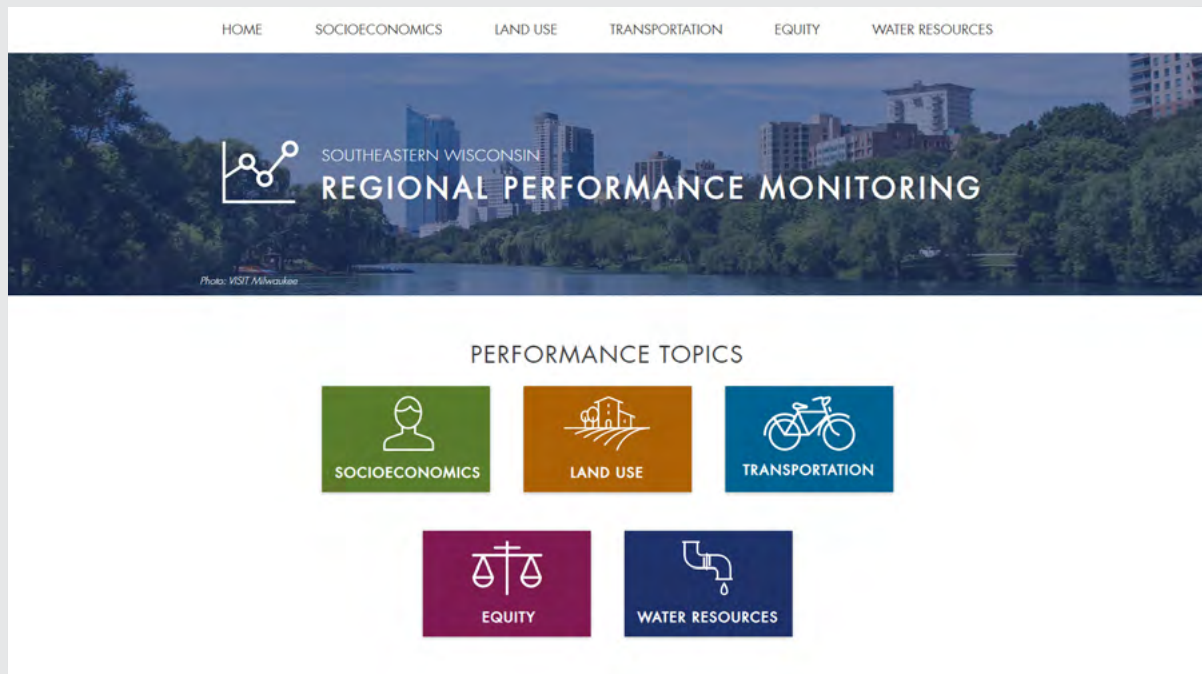 HOME SOCIOECONOMICS LAND USE TRANSPORTATION EQUITY WATER RESOURCES
SOUTHEASTERN WISCONSIN
REGIONAL PERFORMANCE MONITORING
Photo: VISIT Milwaukee
PERFORMANCE TOPICS
SOCIOECONOMICS
LAND USE
TRANSPORTATION
EQUITY
WATER RESOURCES